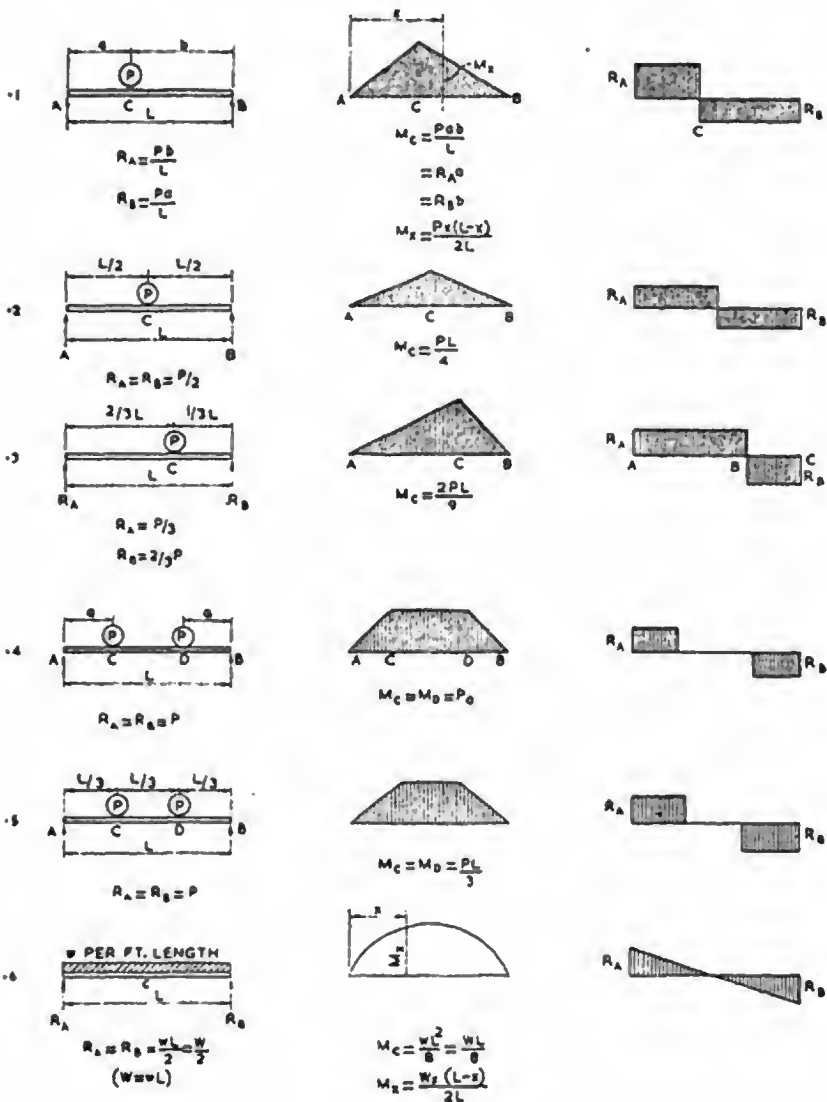 a b x
·1 P M_x R_A R_B
A C B A C B C
L
R_A = Pb/L M_C = Pab/L
= R_A a
R_B = Pa/L = R_B b
M_X = Px(L-x)/2L
L/2 L/2
·2 P R_A R_B
C A C B
L
A B M_C = PL/4
R_A = R_B = P/2
2/3L 1/3L
·3 P R_A
C A C B A B C
L R_B
R_A R_B M_C = 2PL/9
R_A = P/3
R_B = 2/3P
a a
·4 P P R_A
A C D B A C D B R_B
L
M_C = M_D = Pa
R_A = R_B = P
L/3 L/3 L/3
·5 P P R_A
A C D B R_B
L
M_C = M_D = PL/3
R_A = R_B = P
x
w PER FT. LENGTH M_x R_A
·6 C
L
R_A R_B R_B
R_A = R_B = wL/2 = W/2 M_C = wL²/8 = WL/8
(W=wL) M_X = Wx (L-x)/2L